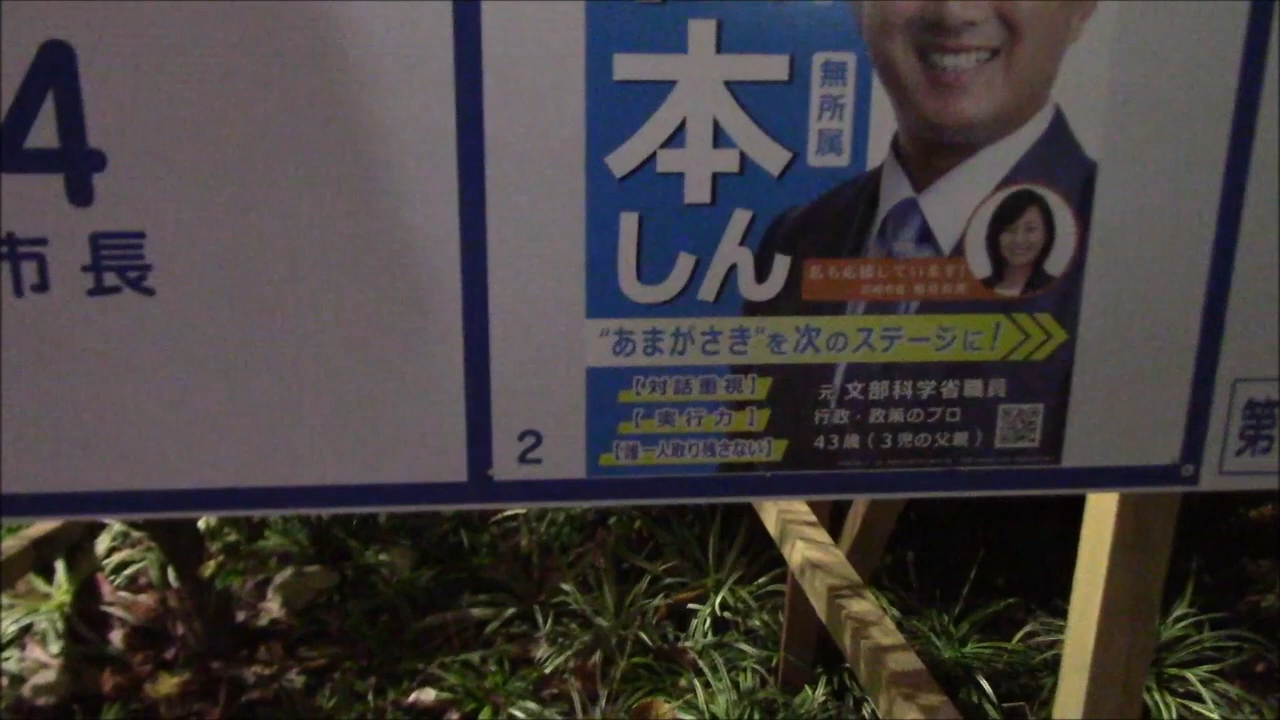 4
市長
本しん
無所属
私も応援しています!
"あまがさき"を次のステージに!
【対話重視】
【実行力】
【誰一人取り残さない】
元 文部科学省職員
行政・政策のプロ
43歳(3児の父親)
2
第